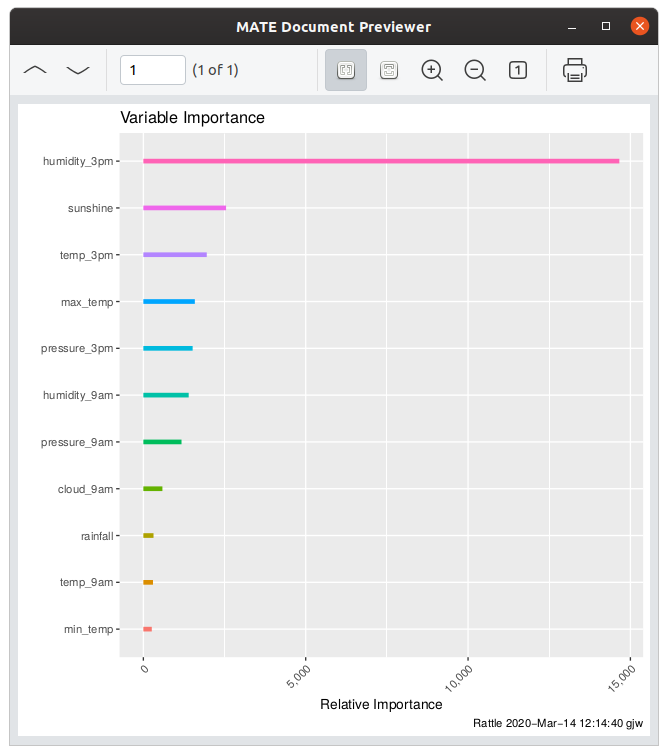 MATE Document Previewer
1 (1 of 1)
1
Variable Importance
humidity_3pm
sunshine
temp_3pm
max_temp
pressure_3pm
humidity_9am
pressure_9am
cloud_9am
rainfall
temp_9am
min_temp
0 5,000 10,000 15,000
Relative Importance
Rattle 2020−Mar−14 12:14:40 gjw